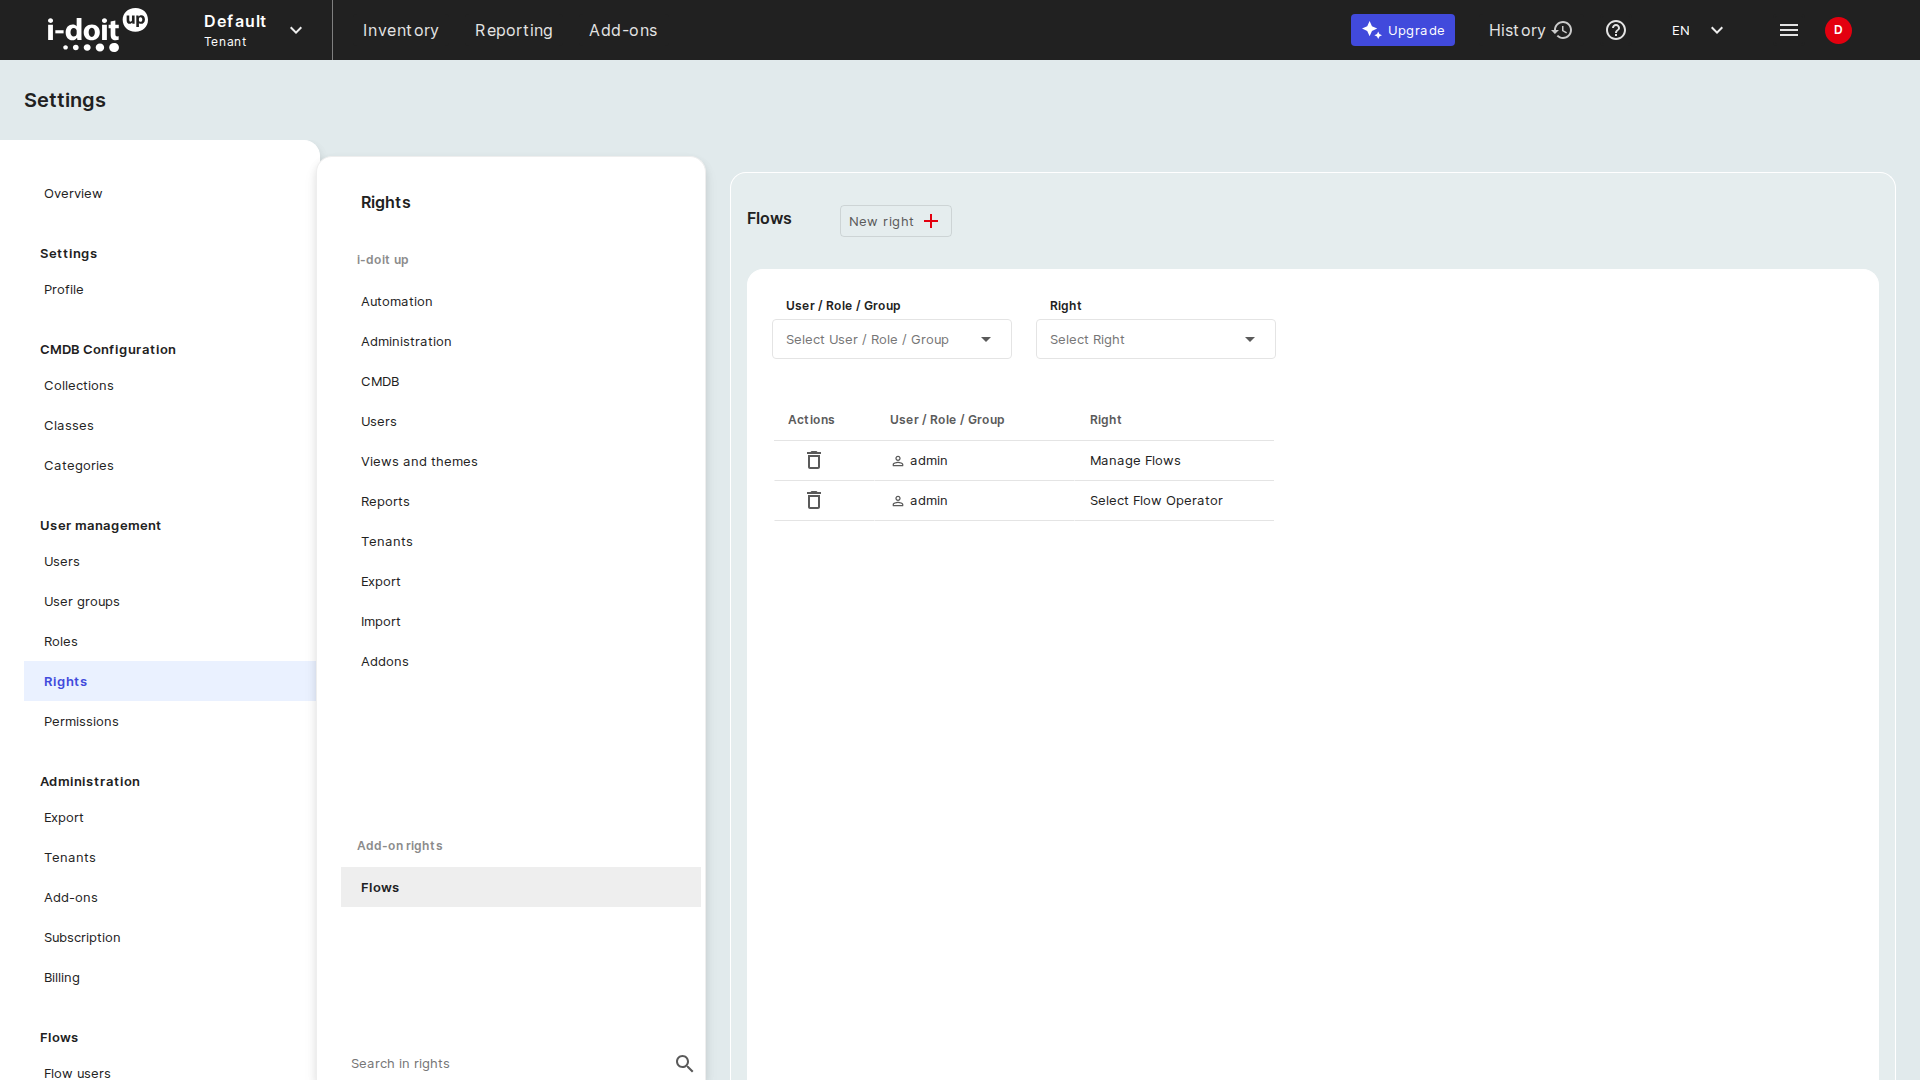 i-doit up
Default
Tenant
Inventory
Reporting
Add-ons
Upgrade
History
EN
D
Settings
Overview
Settings
Profile
CMDB Configuration
Collections
Classes
Categories
User management
Users
User groups
Roles
Rights
Permissions
Administration
Export
Tenants
Add-ons
Subscription
Billing
Flows
Flow users
Rights
i-doit up
Automation
Administration
CMDB
Users
Views and themes
Reports
Tenants
Export
Import
Addons
Add-on rights
Flows
Search in rights
Flows
New right
User / Role / Group
Right
Select User / Role / Group
Select Right
Actions
User / Role / Group
Right
admin
Manage Flows
admin
Select Flow Operator